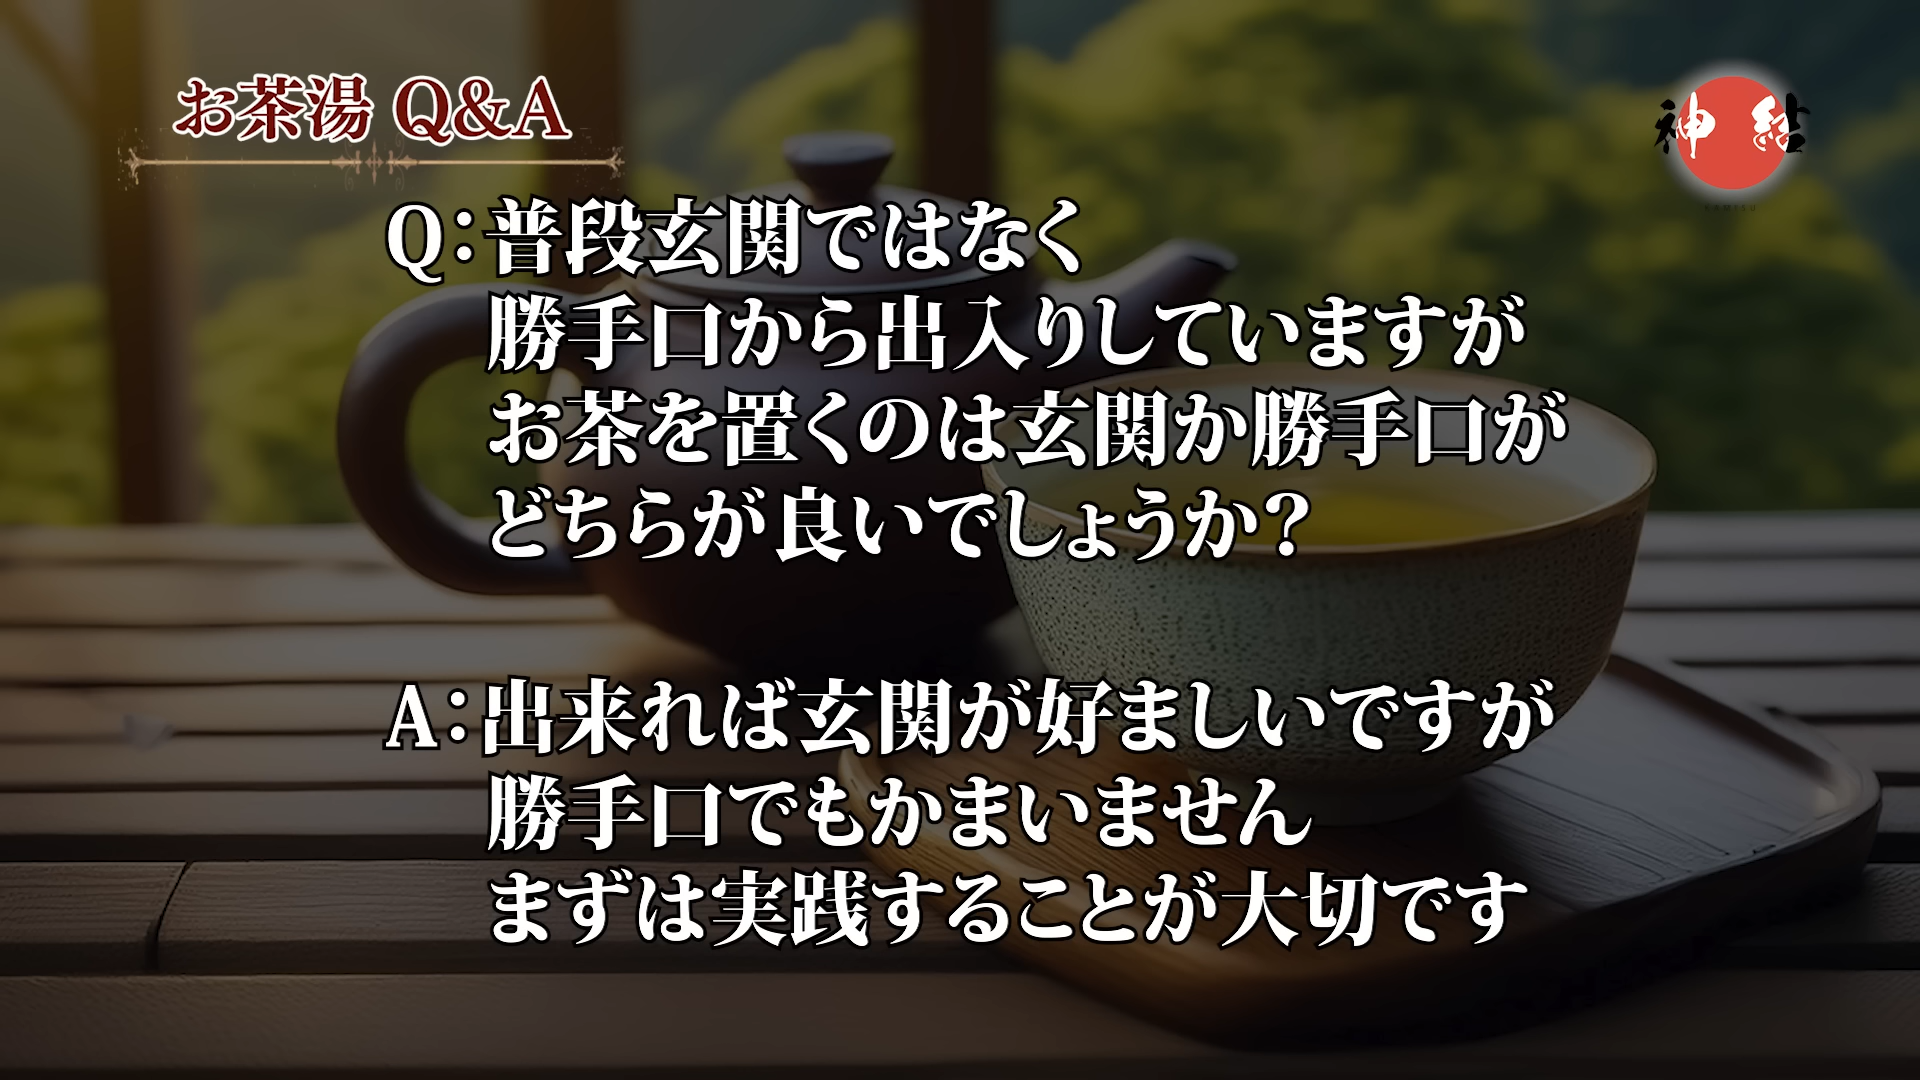 お茶湯 Q&A
神 結
Q：普段玄関ではなく
勝手口から出入りしていますが
お茶を置くのは玄関か勝手口が
どちらが良いでしょうか？
A：出来れば玄関が好ましいですが
勝手口でもかまいません
まずは実践することが大切です